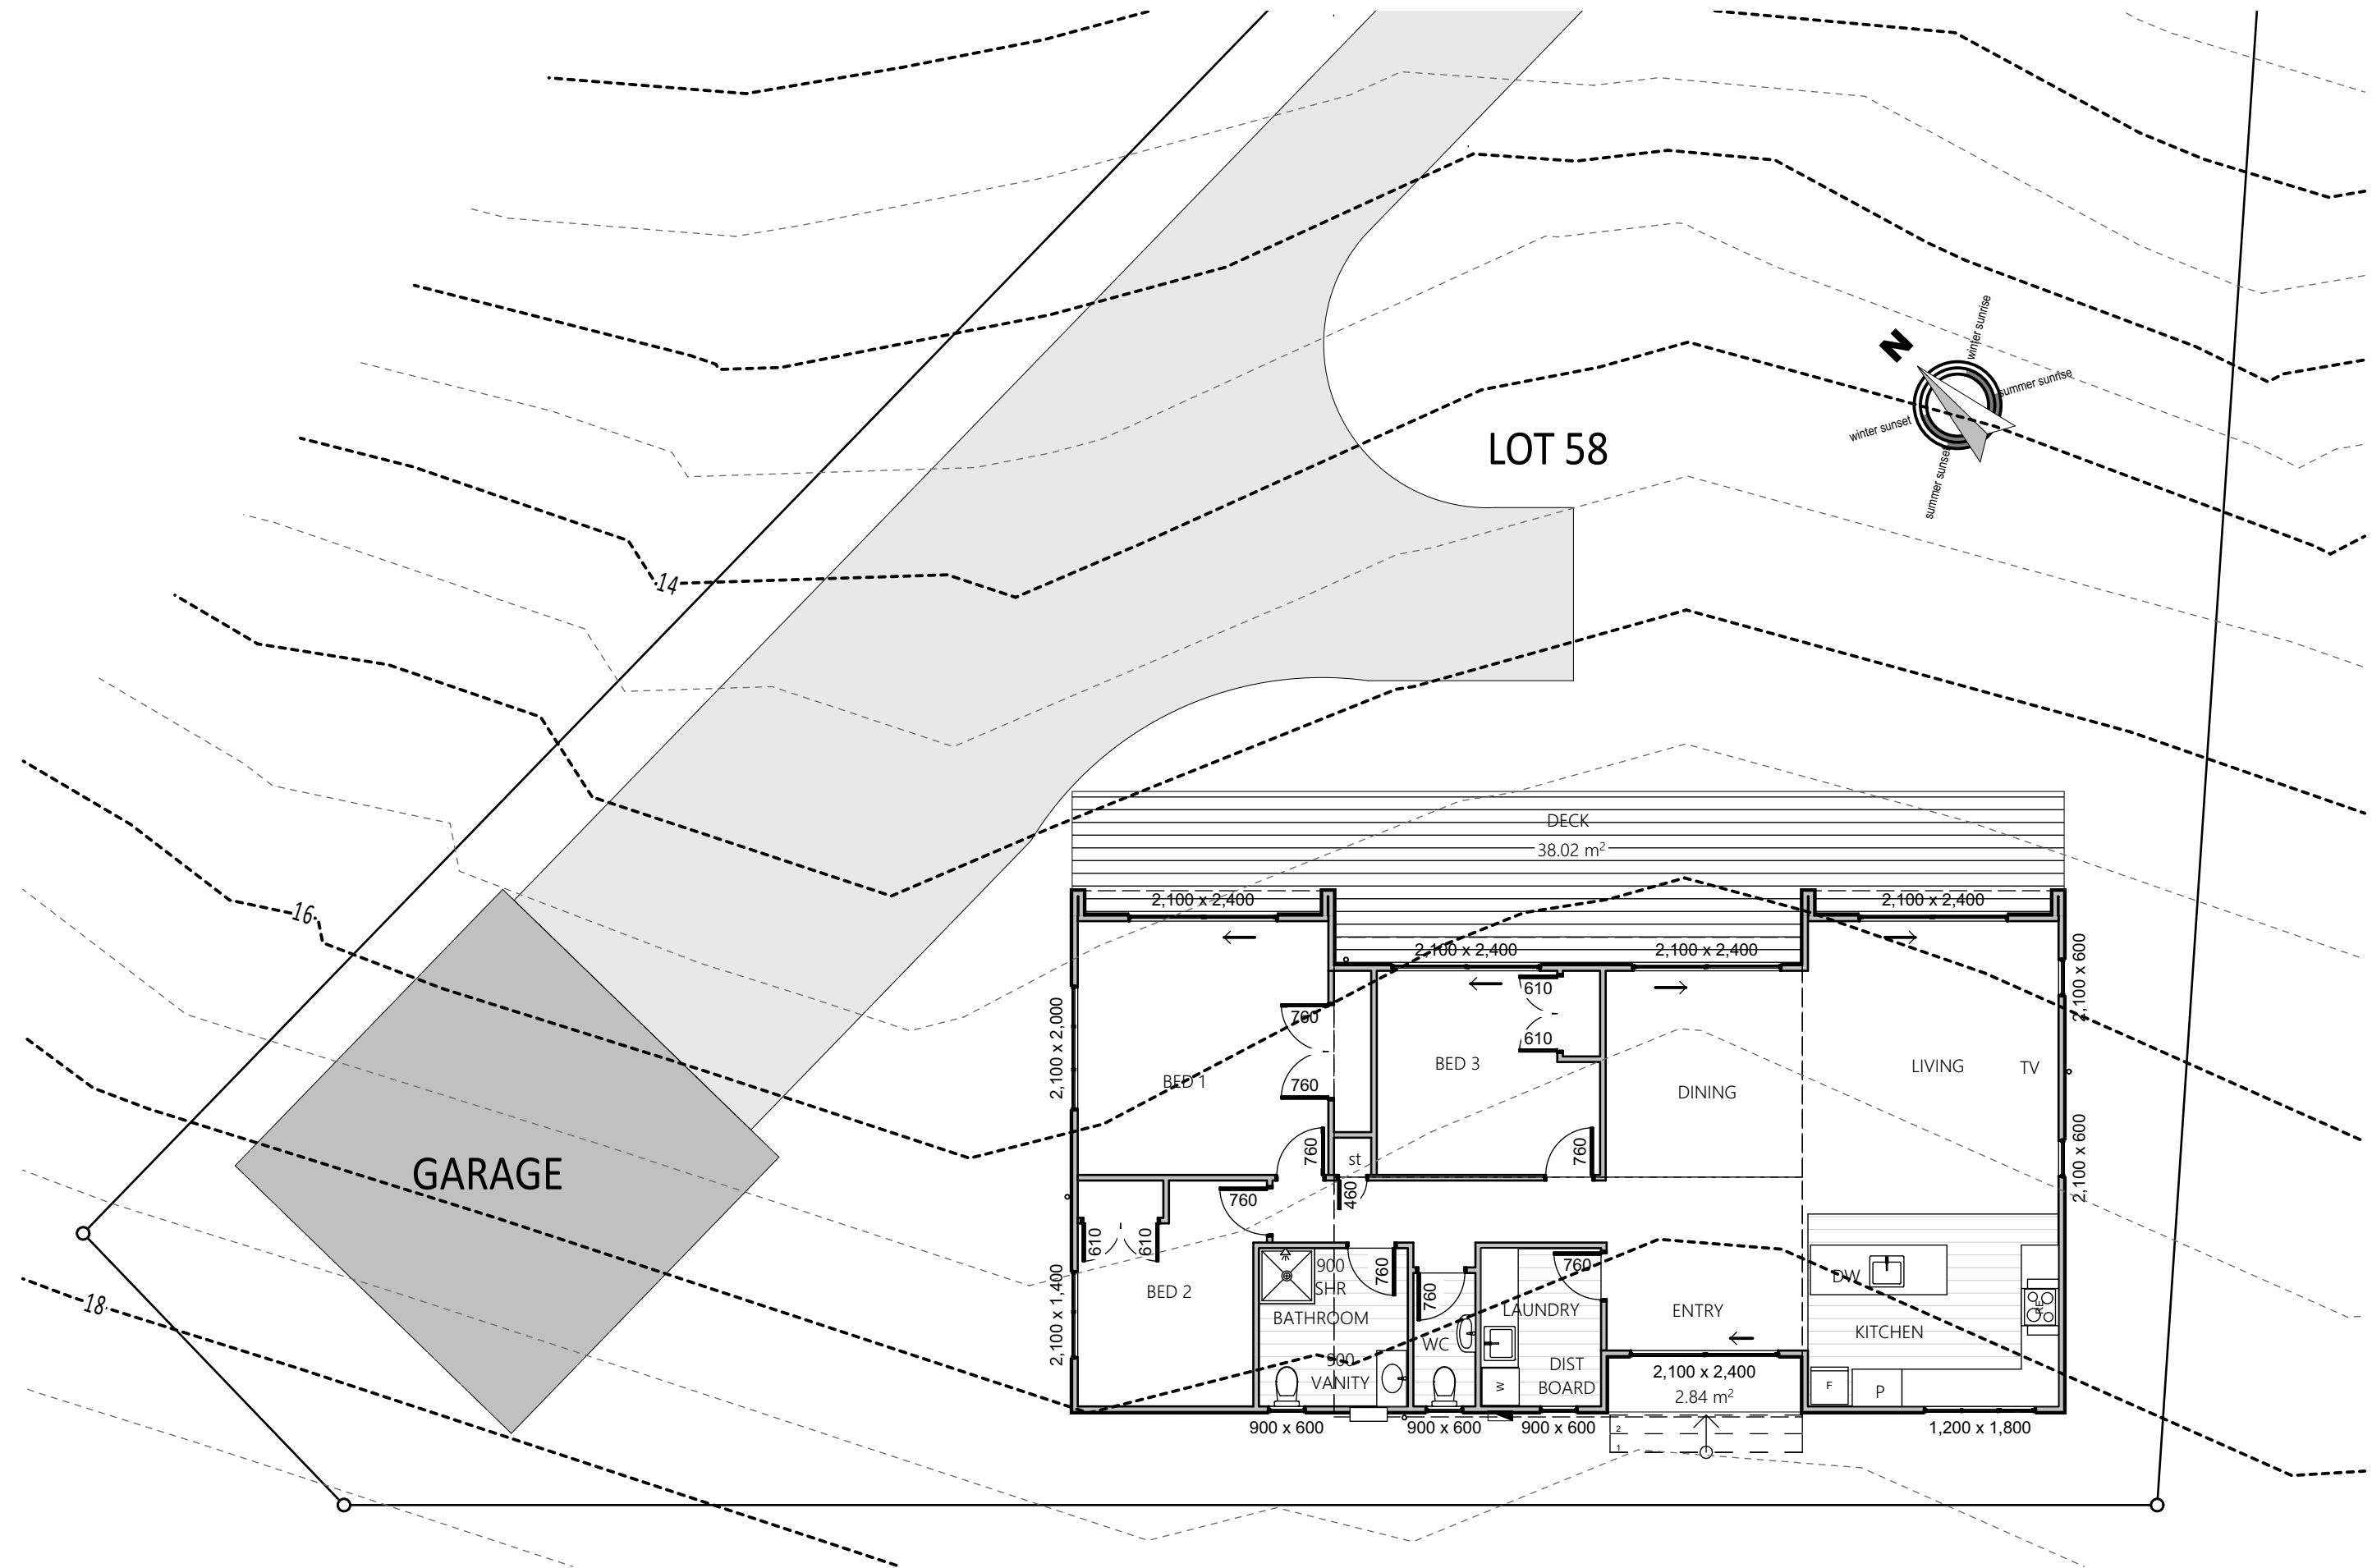 N
winter sunrise
summer sunrise
winter sunset
summer sunset
LOT 58
14
16
18
GARAGE
DECK
38.02 m²
2,100 x 2,400
2,100 x 2,400
2,100 x 2,400
2,100 x 2,400
2,100 x 600
2,100 x 2,000
760
760
610
610
BED 1
BED 3
DINING
LIVING
TV
760
st
760
2,100 x 600
760
460
610
610
BED 2
2,100 x 1,400
900
SHR
BATHROOM
760
760
WC
760
LAUNDRY
ENTRY
DW
RE
KITCHEN
900
VANITY
W
DIST
BOARD
2,100 x 2,400
2.84 m²
F
P
2
1
900 x 600
900 x 600
900 x 600
1,200 x 1,800